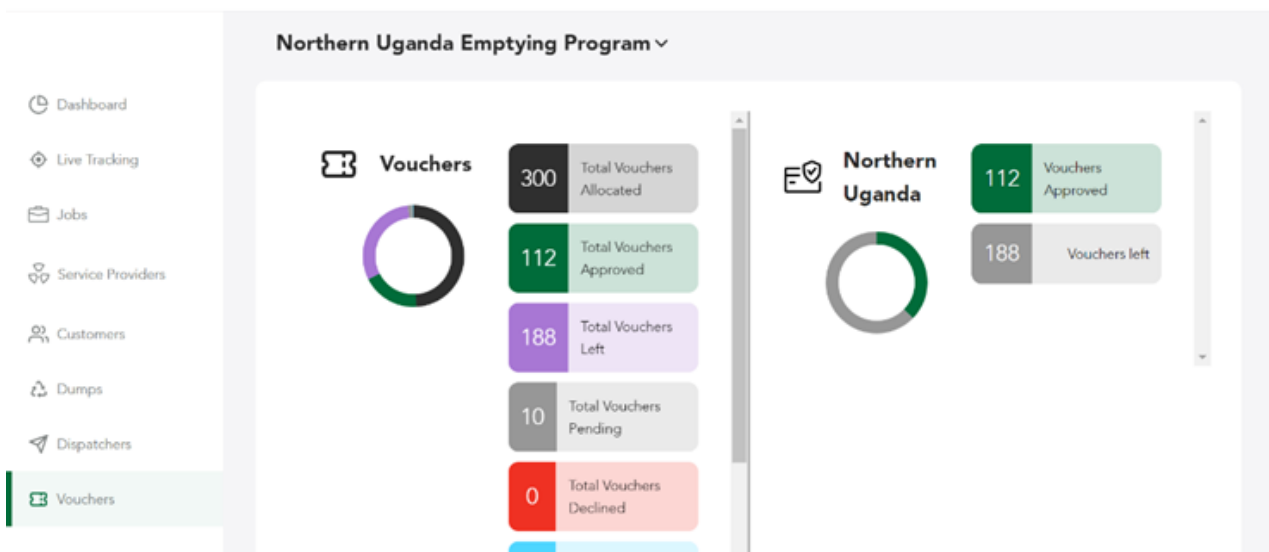 Northern Uganda Emptying Program
Dashboard
Live Tracking
Jobs
Service Providers
Customers
Dumps
Dispatchers
Vouchers
Vouchers
300
Total Vouchers
Allocated
112
Total Vouchers
Approved
188
Total Vouchers
Left
10
Total Vouchers
Pending
0
Total Vouchers
Declined
Northern
Uganda
112
Vouchers
Approved
188
Vouchers left